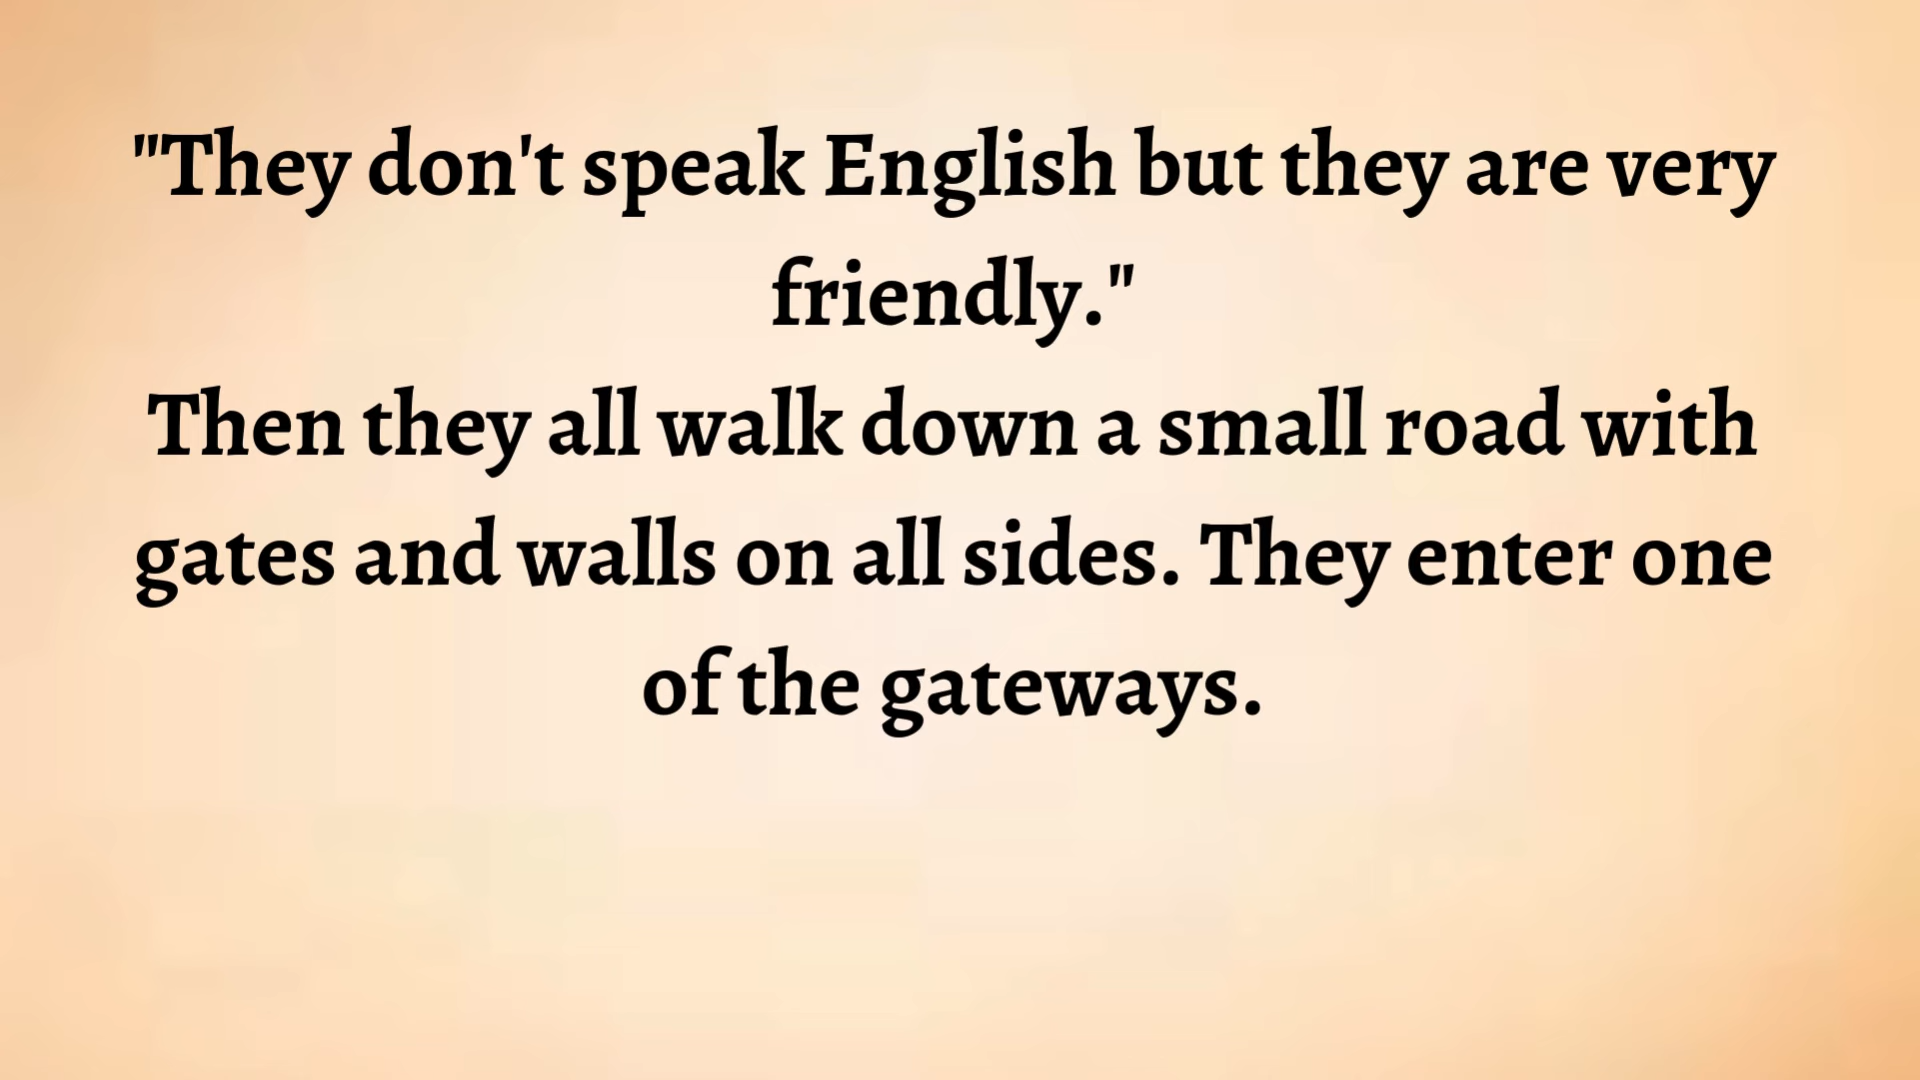 "They don't speak English but they are very
friendly."
Then they all walk down a small road with
gates and walls on all sides. They enter one
of the gateways.